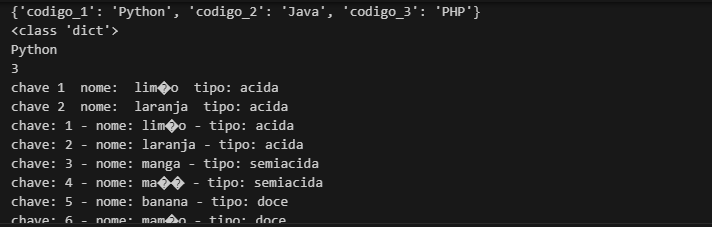 {'codigo_1': 'Python', 'codigo_2': 'Java', 'codigo_3': 'PHP'}
<class 'dict'>
Python
3
chave 1  nome:  lim�o  tipo: acida
chave 2  nome:  laranja  tipo: acida
chave: 1 - nome: lim�o - tipo: acida
chave: 2 - nome: laranja - tipo: acida
chave: 3 - nome: manga - tipo: semiacida
chave: 4 - nome: ma�� - tipo: semiacida
chave: 5 - nome: banana - tipo: doce
chave: 6 - nome: mam�o - tipo: doce